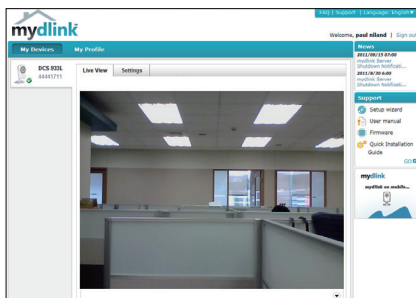 FAQ | Support | Language: English
mydlink
Welcome, paul niland | Sign out
My Devices
My Profile
DCS-933L
44441711
Live View
Settings
News
2011/09/15 07:00
mydlink Server
Shutdown Notificati...
2011/8/30 6:00
mydlink Server
Shutdown Notificati...
Support
Setup wizard
User manual
Firmware
Quick Installation
Guide
GO
mydlink
mydlink on mobile...